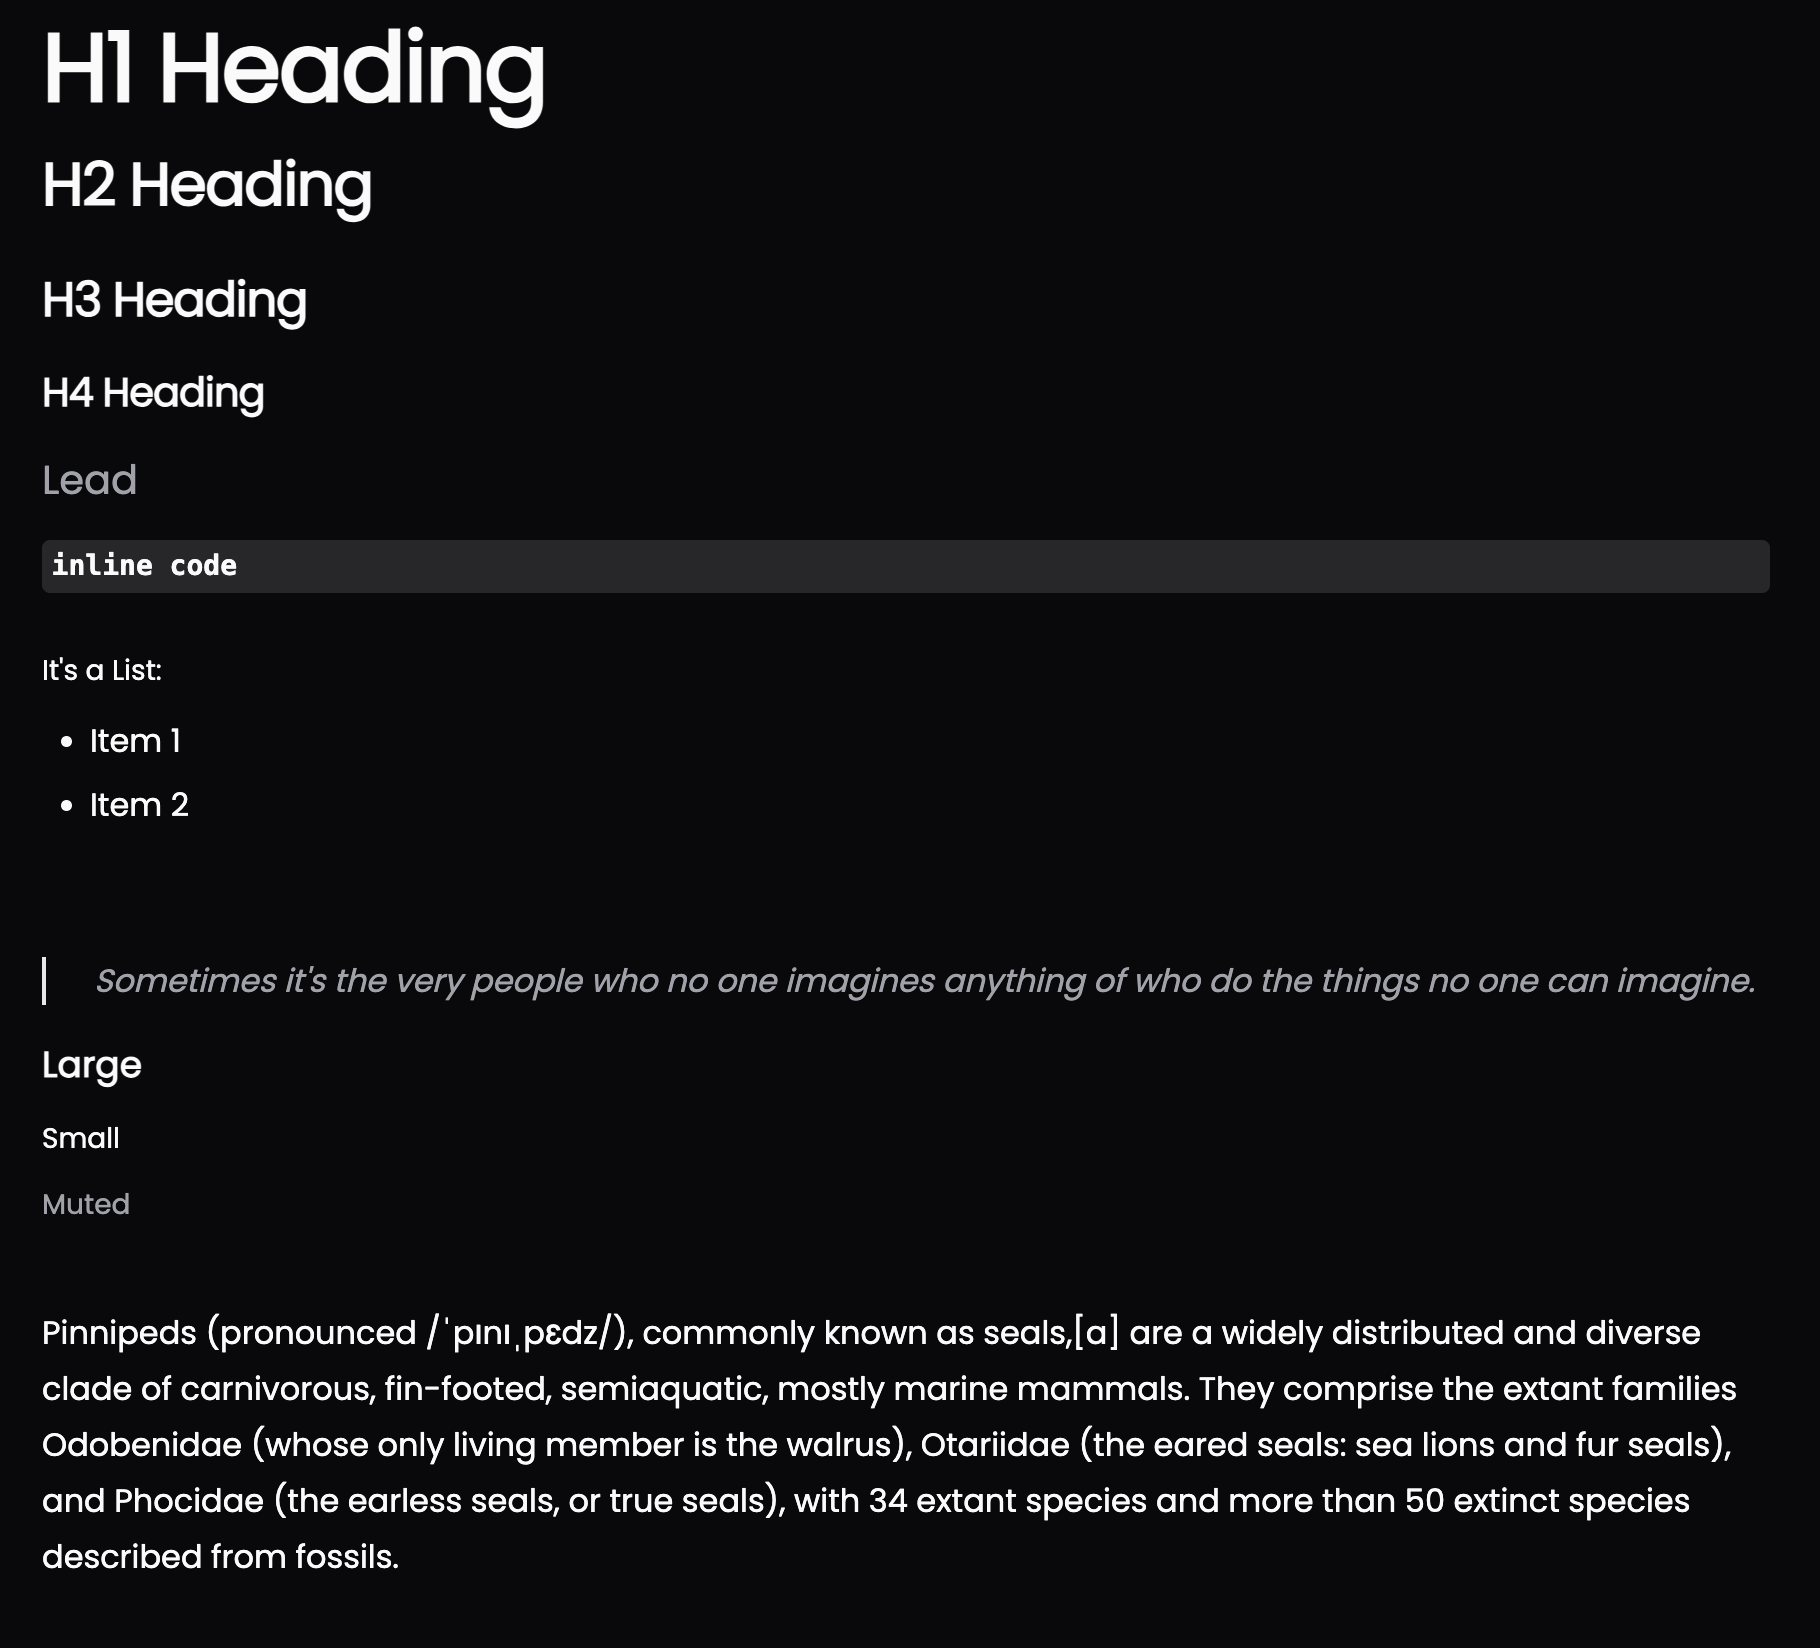 H1 Heading
H2 Heading
H3 Heading
H4 Heading
Lead
inline code
It's a List:
• Item 1
• Item 2
Sometimes it's the very people who no one imagines anything of who do the things no one can imagine.
Large
Small
Muted
Pinnipeds (pronounced /ˈpɪnɪˌpɛdz/), commonly known as seals,[a] are a widely distributed and diverse
clade of carnivorous, fin-footed, semiaquatic, mostly marine mammals. They comprise the extant families
Odobenidae (whose only living member is the walrus), Otariidae (the eared seals: sea lions and fur seals),
and Phocidae (the earless seals, or true seals), with 34 extant species and more than 50 extinct species
described from fossils.